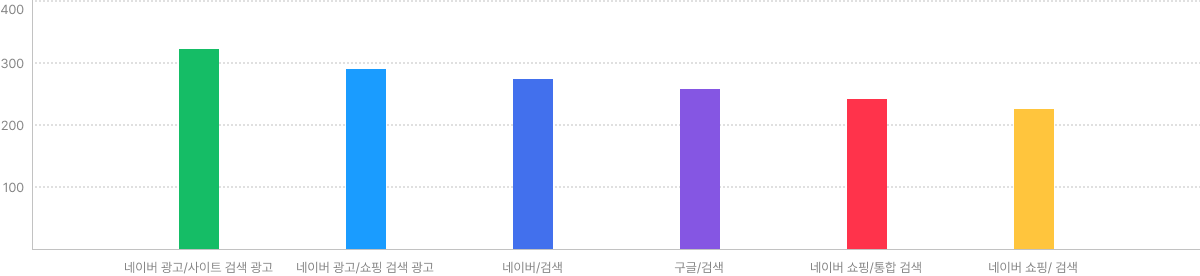 400
300
200
100
네이버 광고/사이트 검색 광고
네이버 광고/쇼핑 검색 광고
네이버/검색
구글/검색
네이버 쇼핑/통합 검색
네이버 쇼핑/ 검색